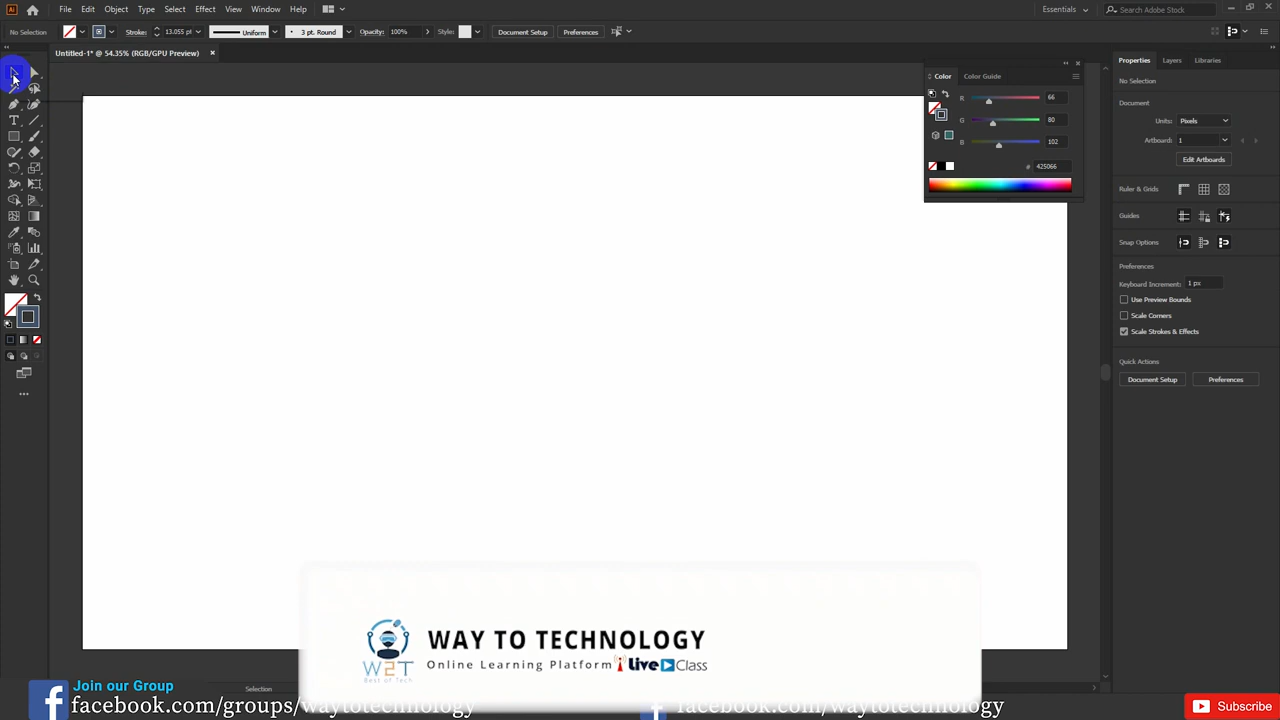 Ai File Edit Object Type Select Effect View Window Help Essentials Search Adobe Stock
No Selection Stroke: 13.055 pt Uniform 3 pt. Round Opacity: 100% Style: Document Setup Preferences
Untitled-1* @ 54.35% (RGB/GPU Preview)
Color Color Guide
R 66
G 80
B 102
# 425066
Properties Layers Libraries
No Selection
Document
Units: Pixels
Artboard: 1
Edit Artboards
Ruler & Grids
Guides
Snap Options
Preferences
Keyboard Increment: 1 px
Use Preview Bounds
Scale Corners
Scale Strokes & Effects
Quick Actions
Document Setup Preferences
WAY TO TECHNOLOGY
Online Learning Platform Live Class
W2T
Best of Tech
Selection
Join our Group
facebook.com/groups/waytotechnology
facebook.com/waytotechnology
Subscribe